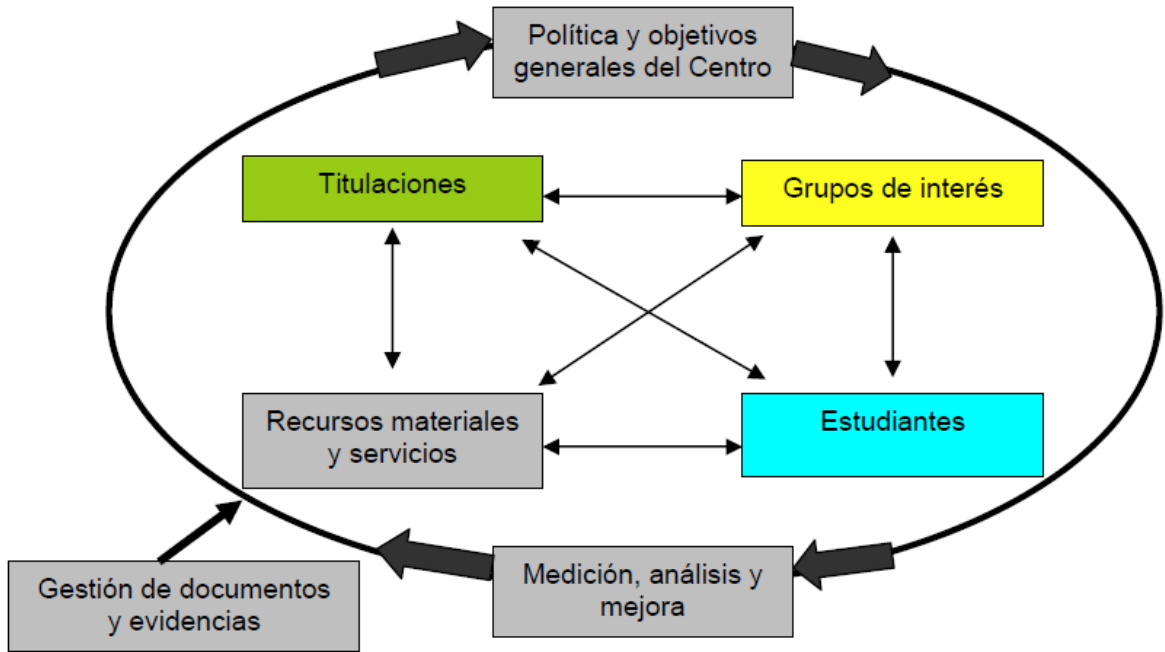 Política y objetivos
generales del Centro
Titulaciones
Grupos de interés
Recursos materiales
y servicios
Estudiantes
Gestión de documentos
y evidencias
Medición, análisis y
mejora